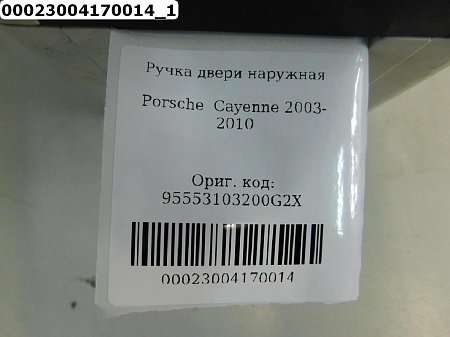 00023004170014_1
Ручка двери наружная
Porsche Cayenne 2003-
2010
Ориг. код:
95553103200G2X
00023004170014